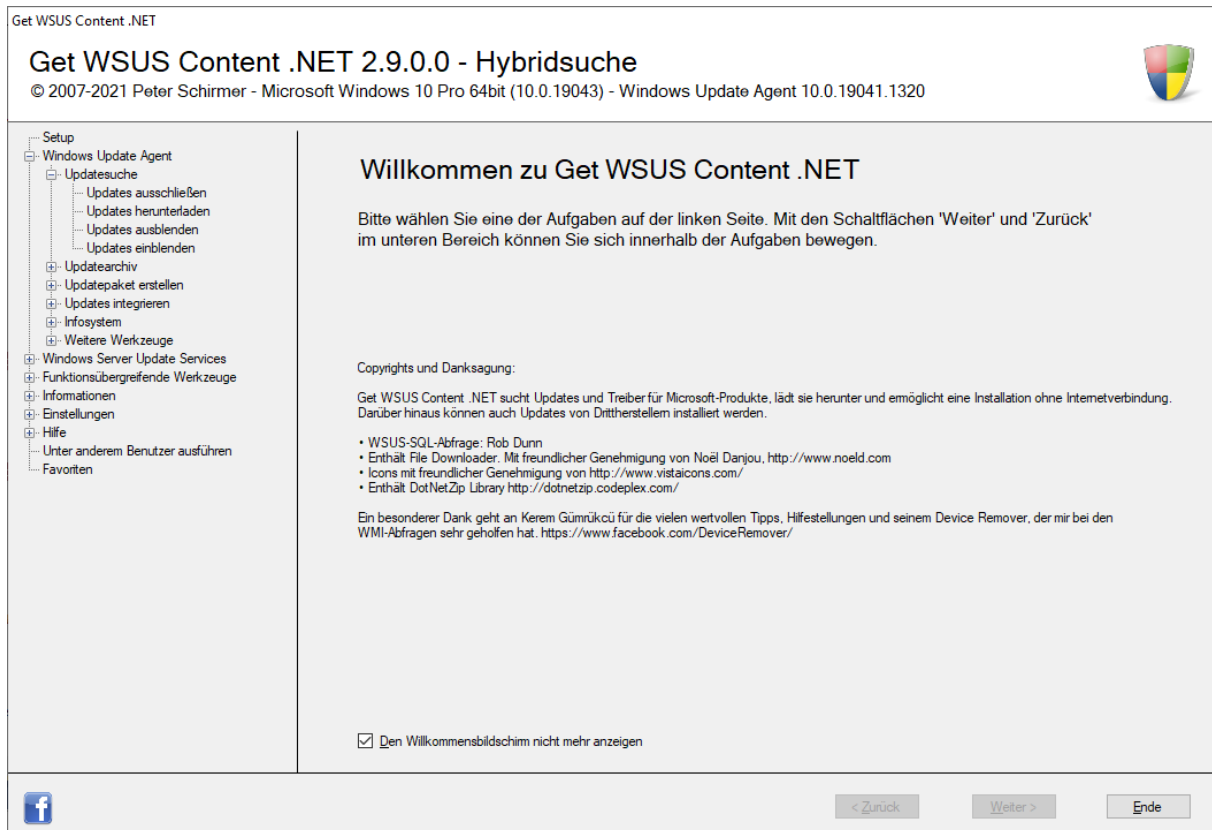 Get WSUS Content .NET
Get WSUS Content .NET 2.9.0.0 - Hybridsuche
© 2007-2021 Peter Schirmer - Microsoft Windows 10 Pro 64bit (10.0.19043) - Windows Update Agent 10.0.19041.1320
Setup
Windows Update Agent
Updatesuche
Updates ausschließen
Updates herunterladen
Updates ausblenden
Updates einblenden
Updatearchiv
Updatepaket erstellen
Updates integrieren
Infosystem
Weitere Werkzeuge
Windows Server Update Services
Funktionsübergreifende Werkzeuge
Informationen
Einstellungen
Hilfe
Unter anderem Benutzer ausführen
Favoriten
Willkommen zu Get WSUS Content .NET
Bitte wählen Sie eine der Aufgaben auf der linken Seite. Mit den Schaltflächen 'Weiter' und 'Zurück'
im unteren Bereich können Sie sich innerhalb der Aufgaben bewegen.
Copyrights und Danksagung:
Get WSUS Content .NET sucht Updates und Treiber für Microsoft-Produkte, lädt sie herunter und ermöglicht eine Installation ohne Internetverbindung.
Darüber hinaus können auch Updates von Drittherstellern installiert werden.
• WSUS-SQL-Abfrage: Rob Dunn
• Enthält File Downloader. Mit freundlicher Genehmigung von Noël Danjou, http://www.noeld.com
• Icons mit freundlicher Genehmigung von http://www.vistaicons.com/
• Enthält DotNetZip Library http://dotnetzip.codeplex.com/
Ein besonderer Dank geht an Kerem Gümrükcü für die vielen wertvollen Tipps, Hilfestellungen und seinem Device Remover, der mir bei den
WMI-Abfragen sehr geholfen hat. https://www.facebook.com/DeviceRemover/
Den Willkommensbildschirm nicht mehr anzeigen
f
< Zurück
Weiter >
Ende